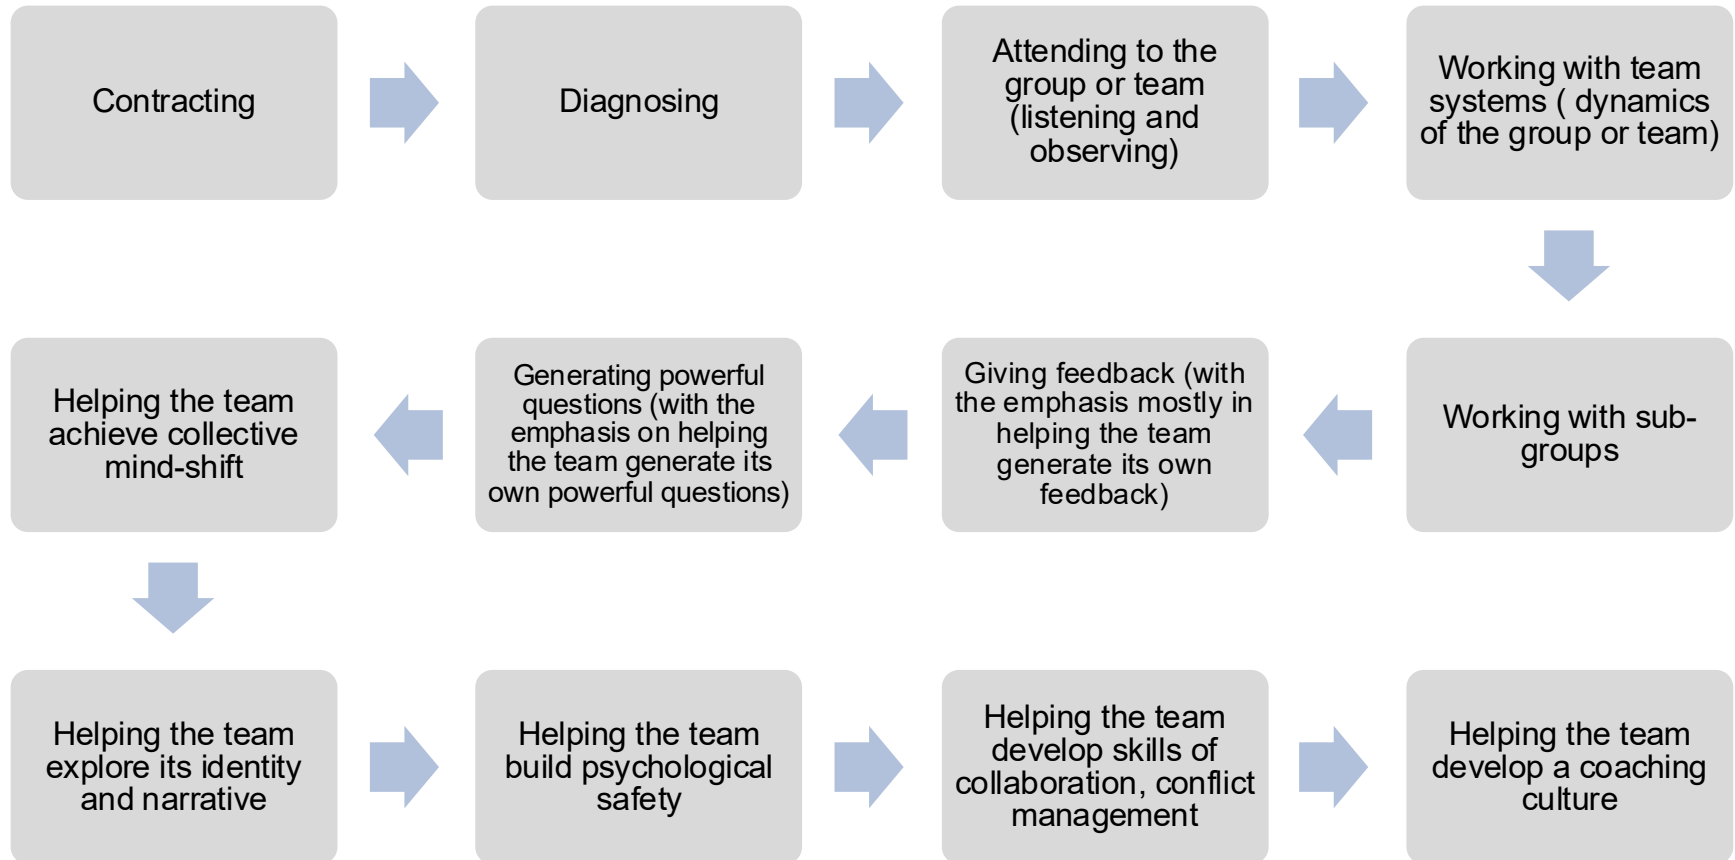 Contracting
Diagnosing
Attending to the
group or team
(listening and
observing)
Working with team
systems ( dynamics
of the group or team)
Working with sub-
groups
Giving feedback (with
the emphasis mostly in
helping the team
generate its own
feedback)
Generating powerful
questions (with the
emphasis on helping
the team generate its
own powerful questions)
Helping the team
achieve collective
mind-shift
Helping the team
explore its identity
and narrative
Helping the team
build psychological
safety
Helping the team
develop skills of
collaboration, conflict
management
Helping the team
develop a coaching
culture